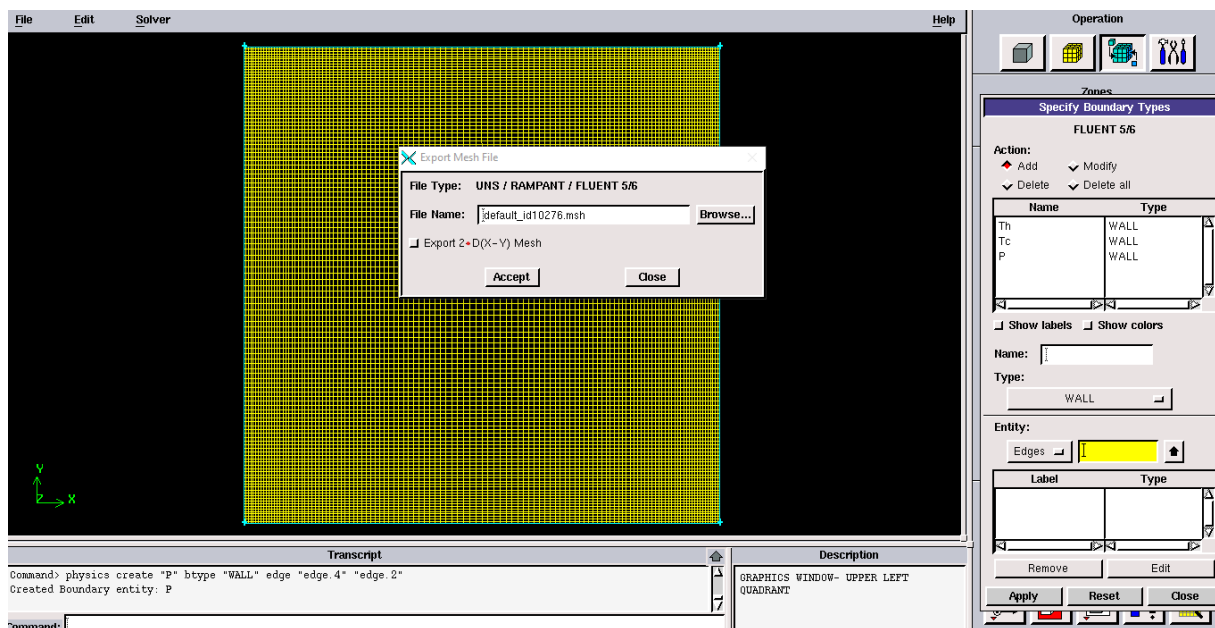 File Edit Solver Help
Operation
Zones
Specify Boundary Types
FLUENT 5/6
Action:
Add Modify
Delete Delete all
Name Type
Th WALL
Tc WALL
P WALL
Show labels Show colors
Name:
Type:
WALL
Entity:
Edges
Label Type
Remove Edit
Apply Reset Close
Export Mesh File
File Type: UNS / RAMPANT / FLUENT 5/6
File Name: default_id10276.msh Browse...
Export 2-D(X-Y) Mesh
Accept Close
Y
Z X
Transcript
Command> physics create "P" btype "WALL" edge "edge.4" "edge.2"
Created Boundary entity: P
Command:
Description
GRAPHICS WINDOW- UPPER LEFT
QUADRANT